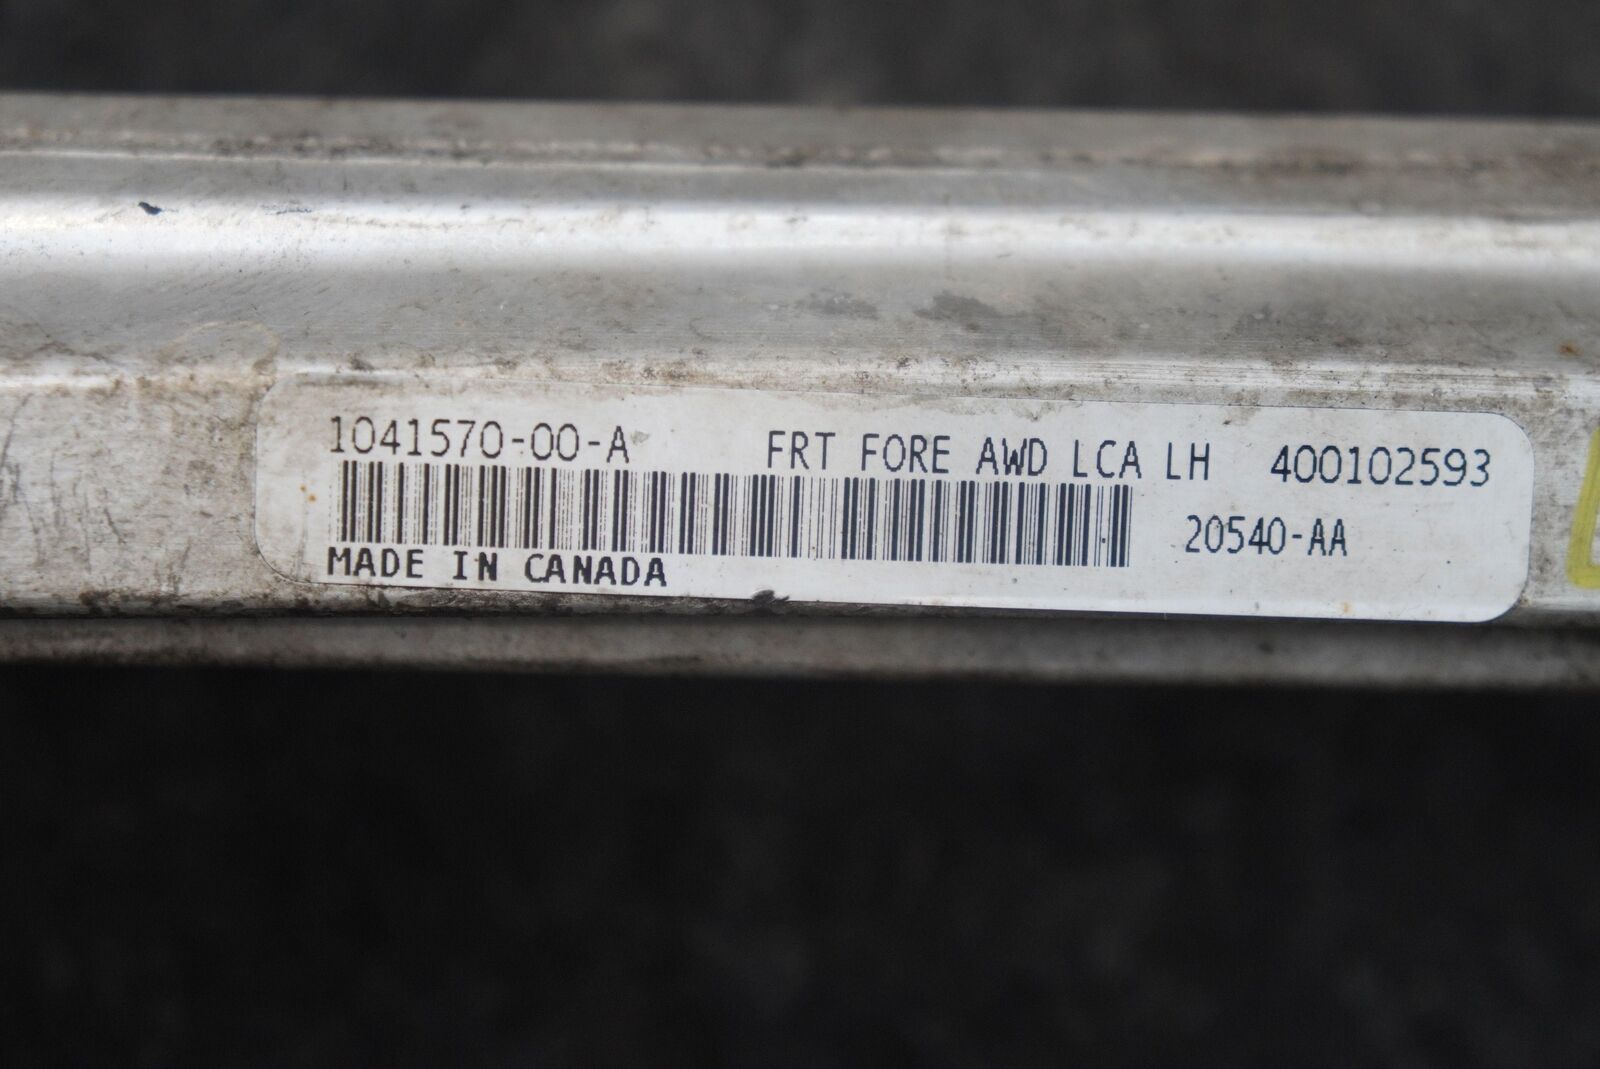 1041570-00-A FRT FORE AWD LCA LH 400102593
20540-AA
MADE IN CANADA